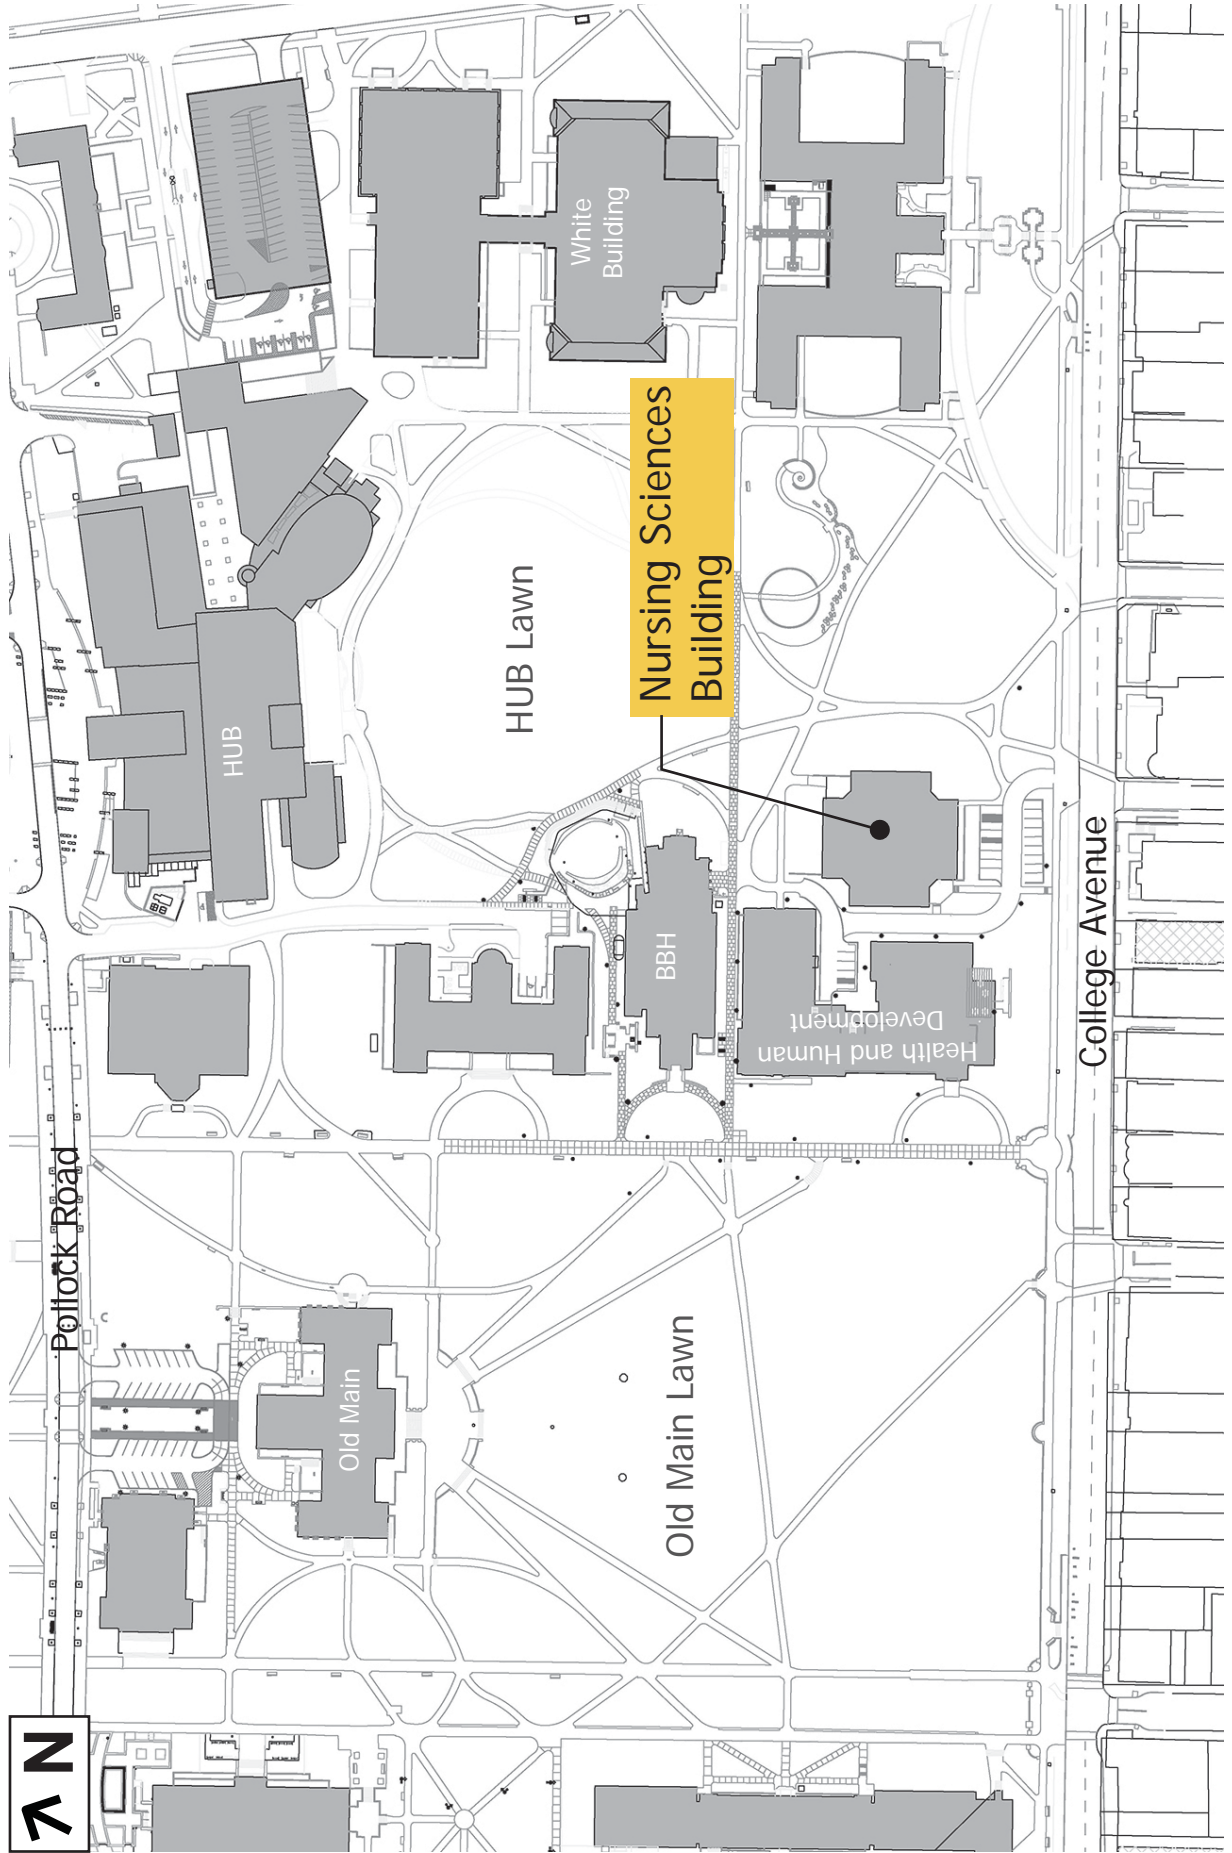 White
Building
Nursing Sciences
Building
HUB Lawn
HUB
BBH
Health and Human
Development
College Avenue
Pollock Road
Old Main
Old Main Lawn
N